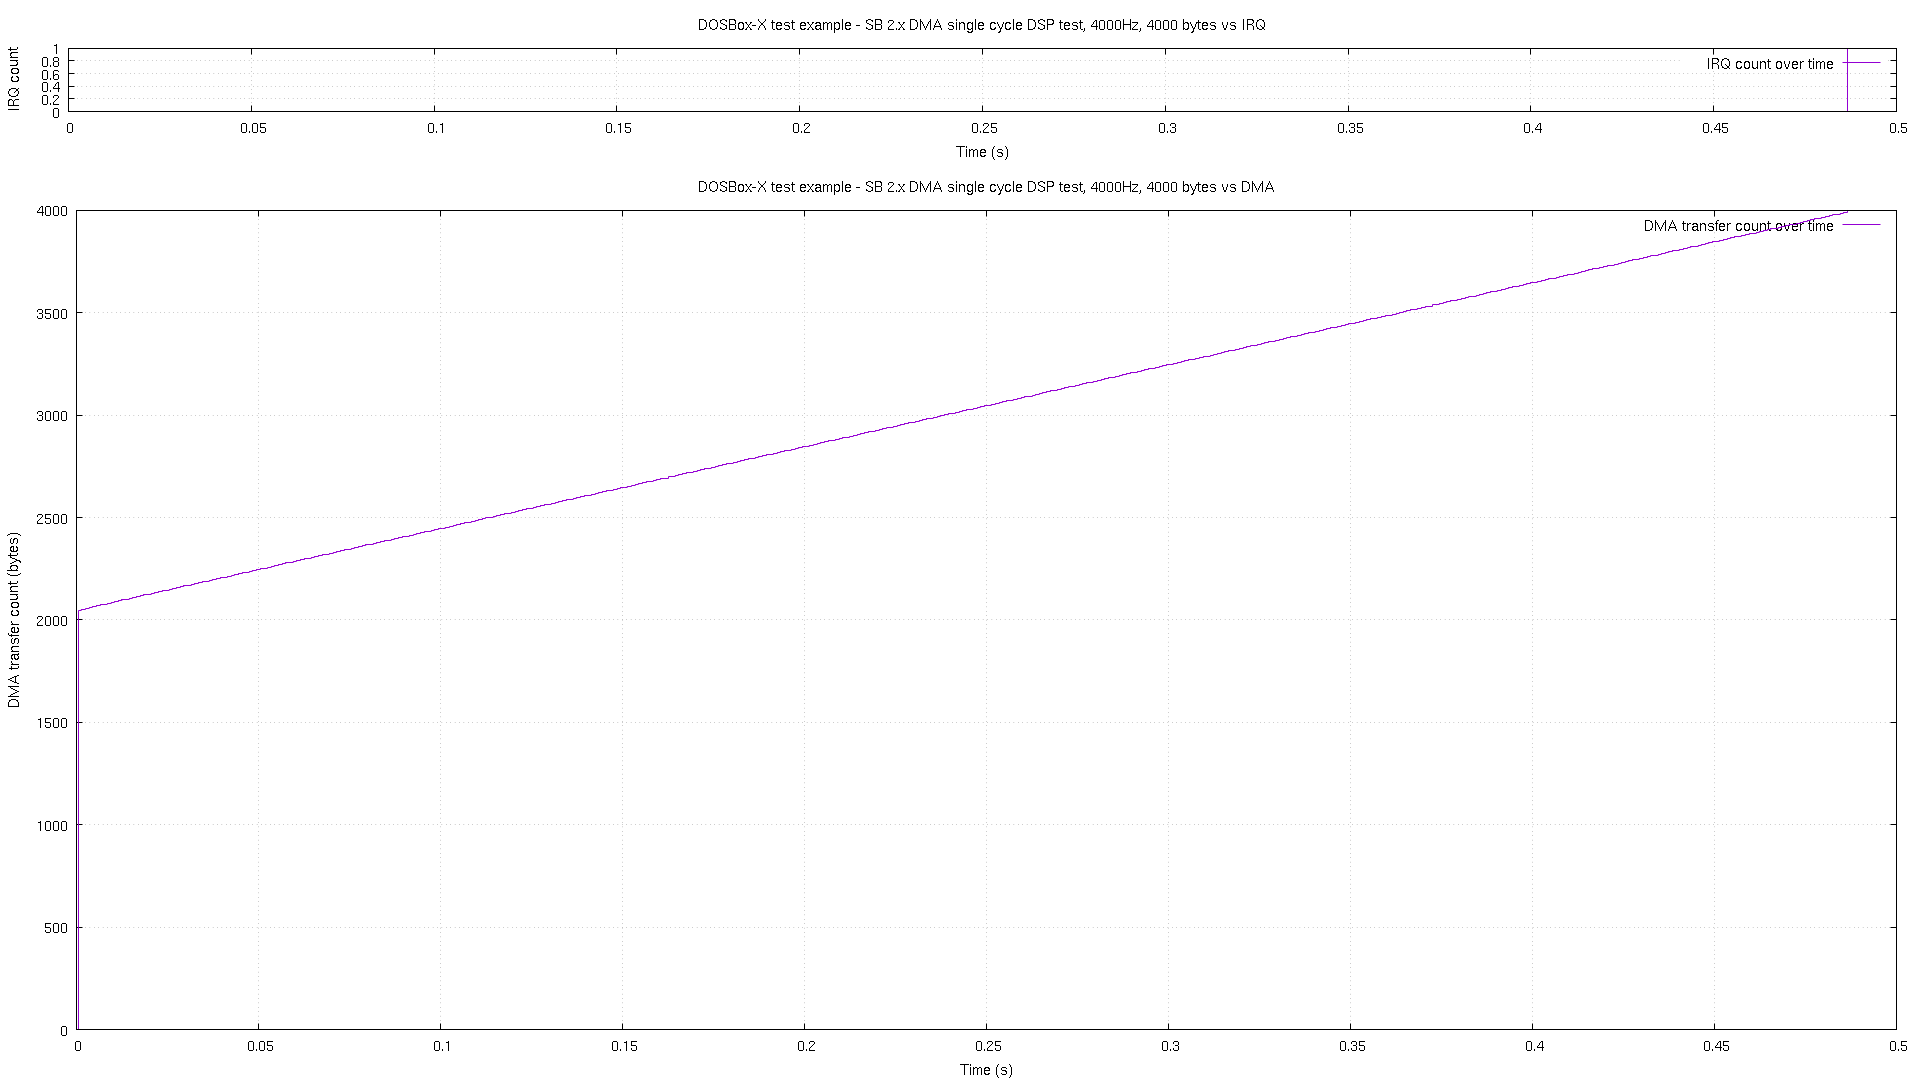 DOSBox-X test example - SB 2.x DMA single cycle DSP test, 4000Hz, 4000 bytes vs IRQ
IRQ count
1
0.8
0.6
0.4
0.2
0
IRQ count over time
0 0.05 0.1 0.15 0.2 0.25 0.3 0.35 0.4 0.45 0.5
Time (s)
DOSBox-X test example - SB 2.x DMA single cycle DSP test, 4000Hz, 4000 bytes vs DMA
DMA transfer count (bytes)
4000
DMA transfer count over time
3500
3000
2500
2000
1500
1000
500
0
0 0.05 0.1 0.15 0.2 0.25 0.3 0.35 0.4 0.45 0.5
Time (s)